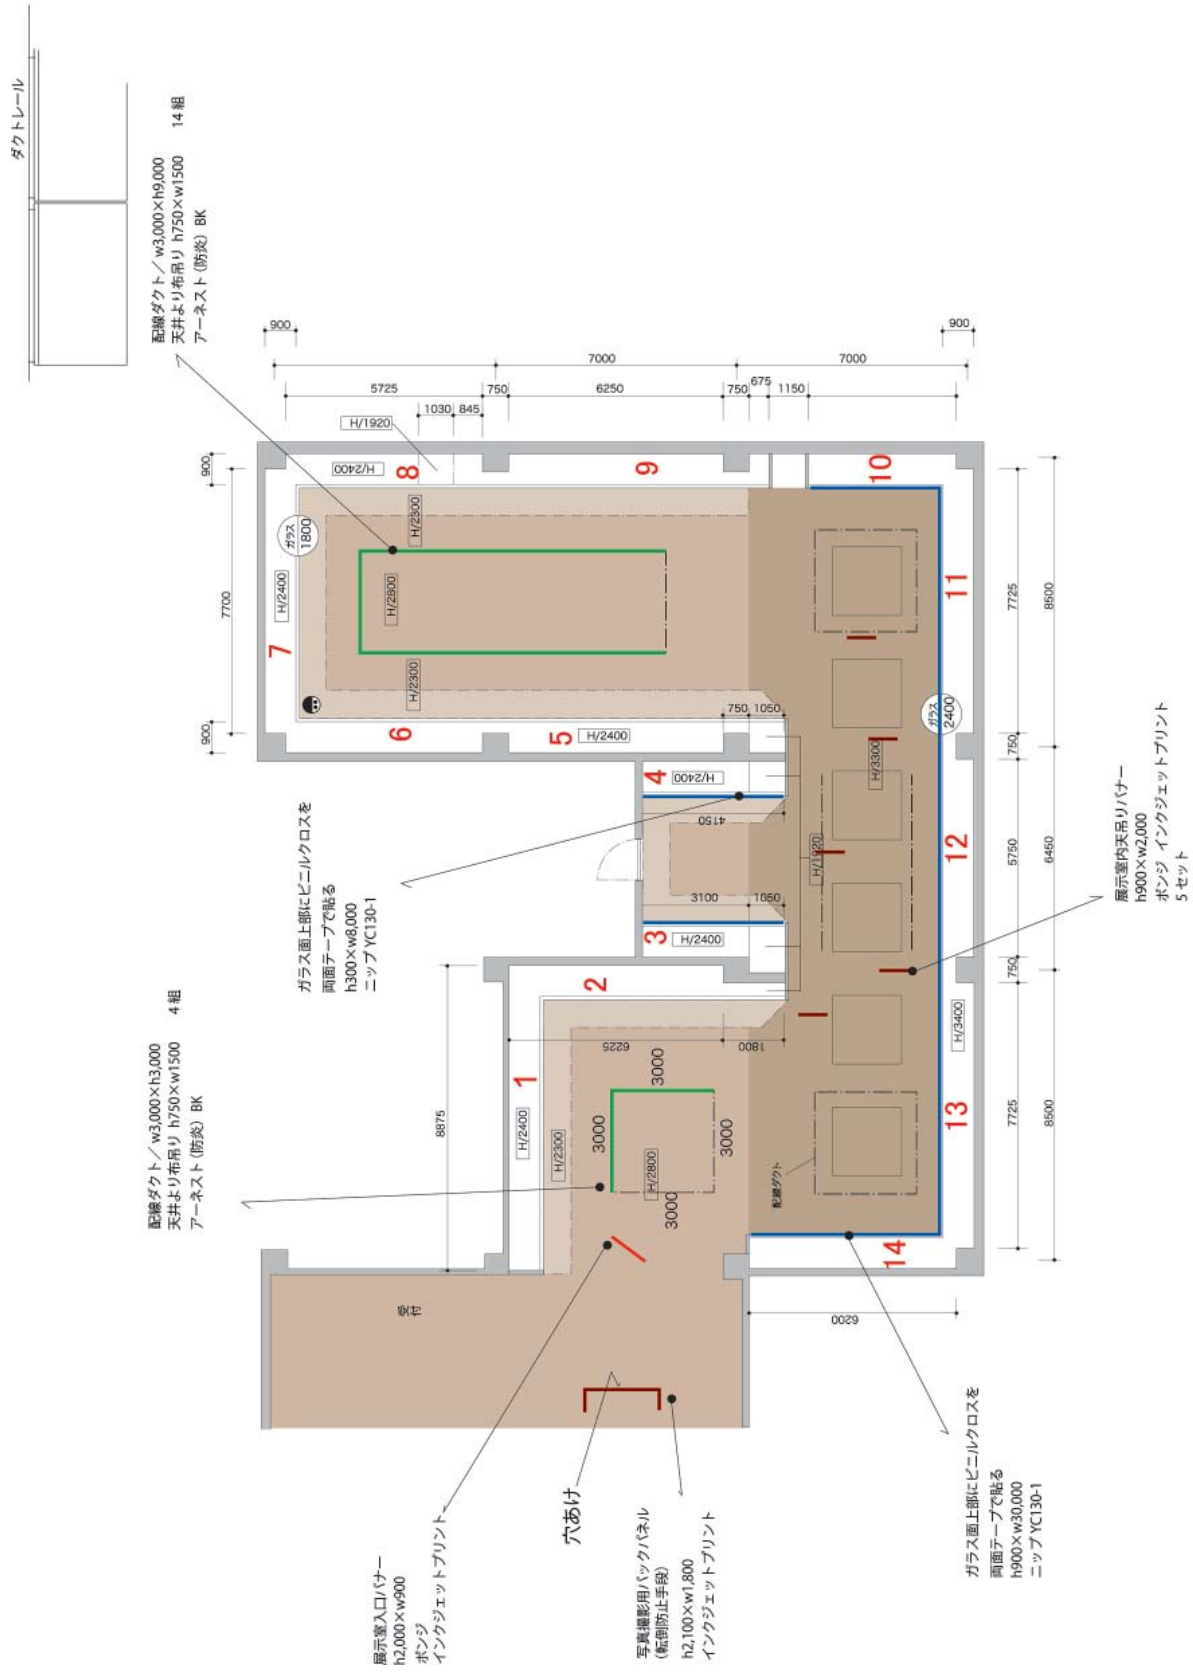 ダクトレール
配線ダクト／w3,000×h9,000
天井より布吊り h750×w1500　14組
アーネスト（防炎）BK
配線ダクト／w3,000×h3,000
天井より布吊り h750×w1500　4組
アーネスト（防炎）BK
ガラス面上部にビニルクロスを
両面テープで貼る
h300×w8,000
ニップ YC130-1
展示室入口バナー
h2,000×w900
ポンジ
インクジェットプリント
穴あけ
写真撮影用バックパネル
（転倒防止手段）
h2,100×w1,800
インクジェットプリント
ガラス面上部にビニルクロスを
両面テープで貼る
h900×w30,000
ニップ YC130-1
展示室内天吊りバナー
h900×w2,000
ポンジ インクジェットプリント
5セット
受付
配線ダクト
ガラス
1800
ガラス
2400
1
2
3
4
5
6
7
8
9
10
11
12
13
14
H/2400
H/2300
H/2800
H/2400
H/2400
H/2400
H/2400
H/2300
H/2800
H/2300
H/2400
H/1920
H/1920
H/3300
H/3400
3000
3000
3000
3000
8875
6225
1800
3100
1050
4150
750
1050
7700
900
900
900
7000
7000
900
5725
750
6250
750
675
1150
1030
845
7725
750
5750
750
7725
8500
6450
8500
6200